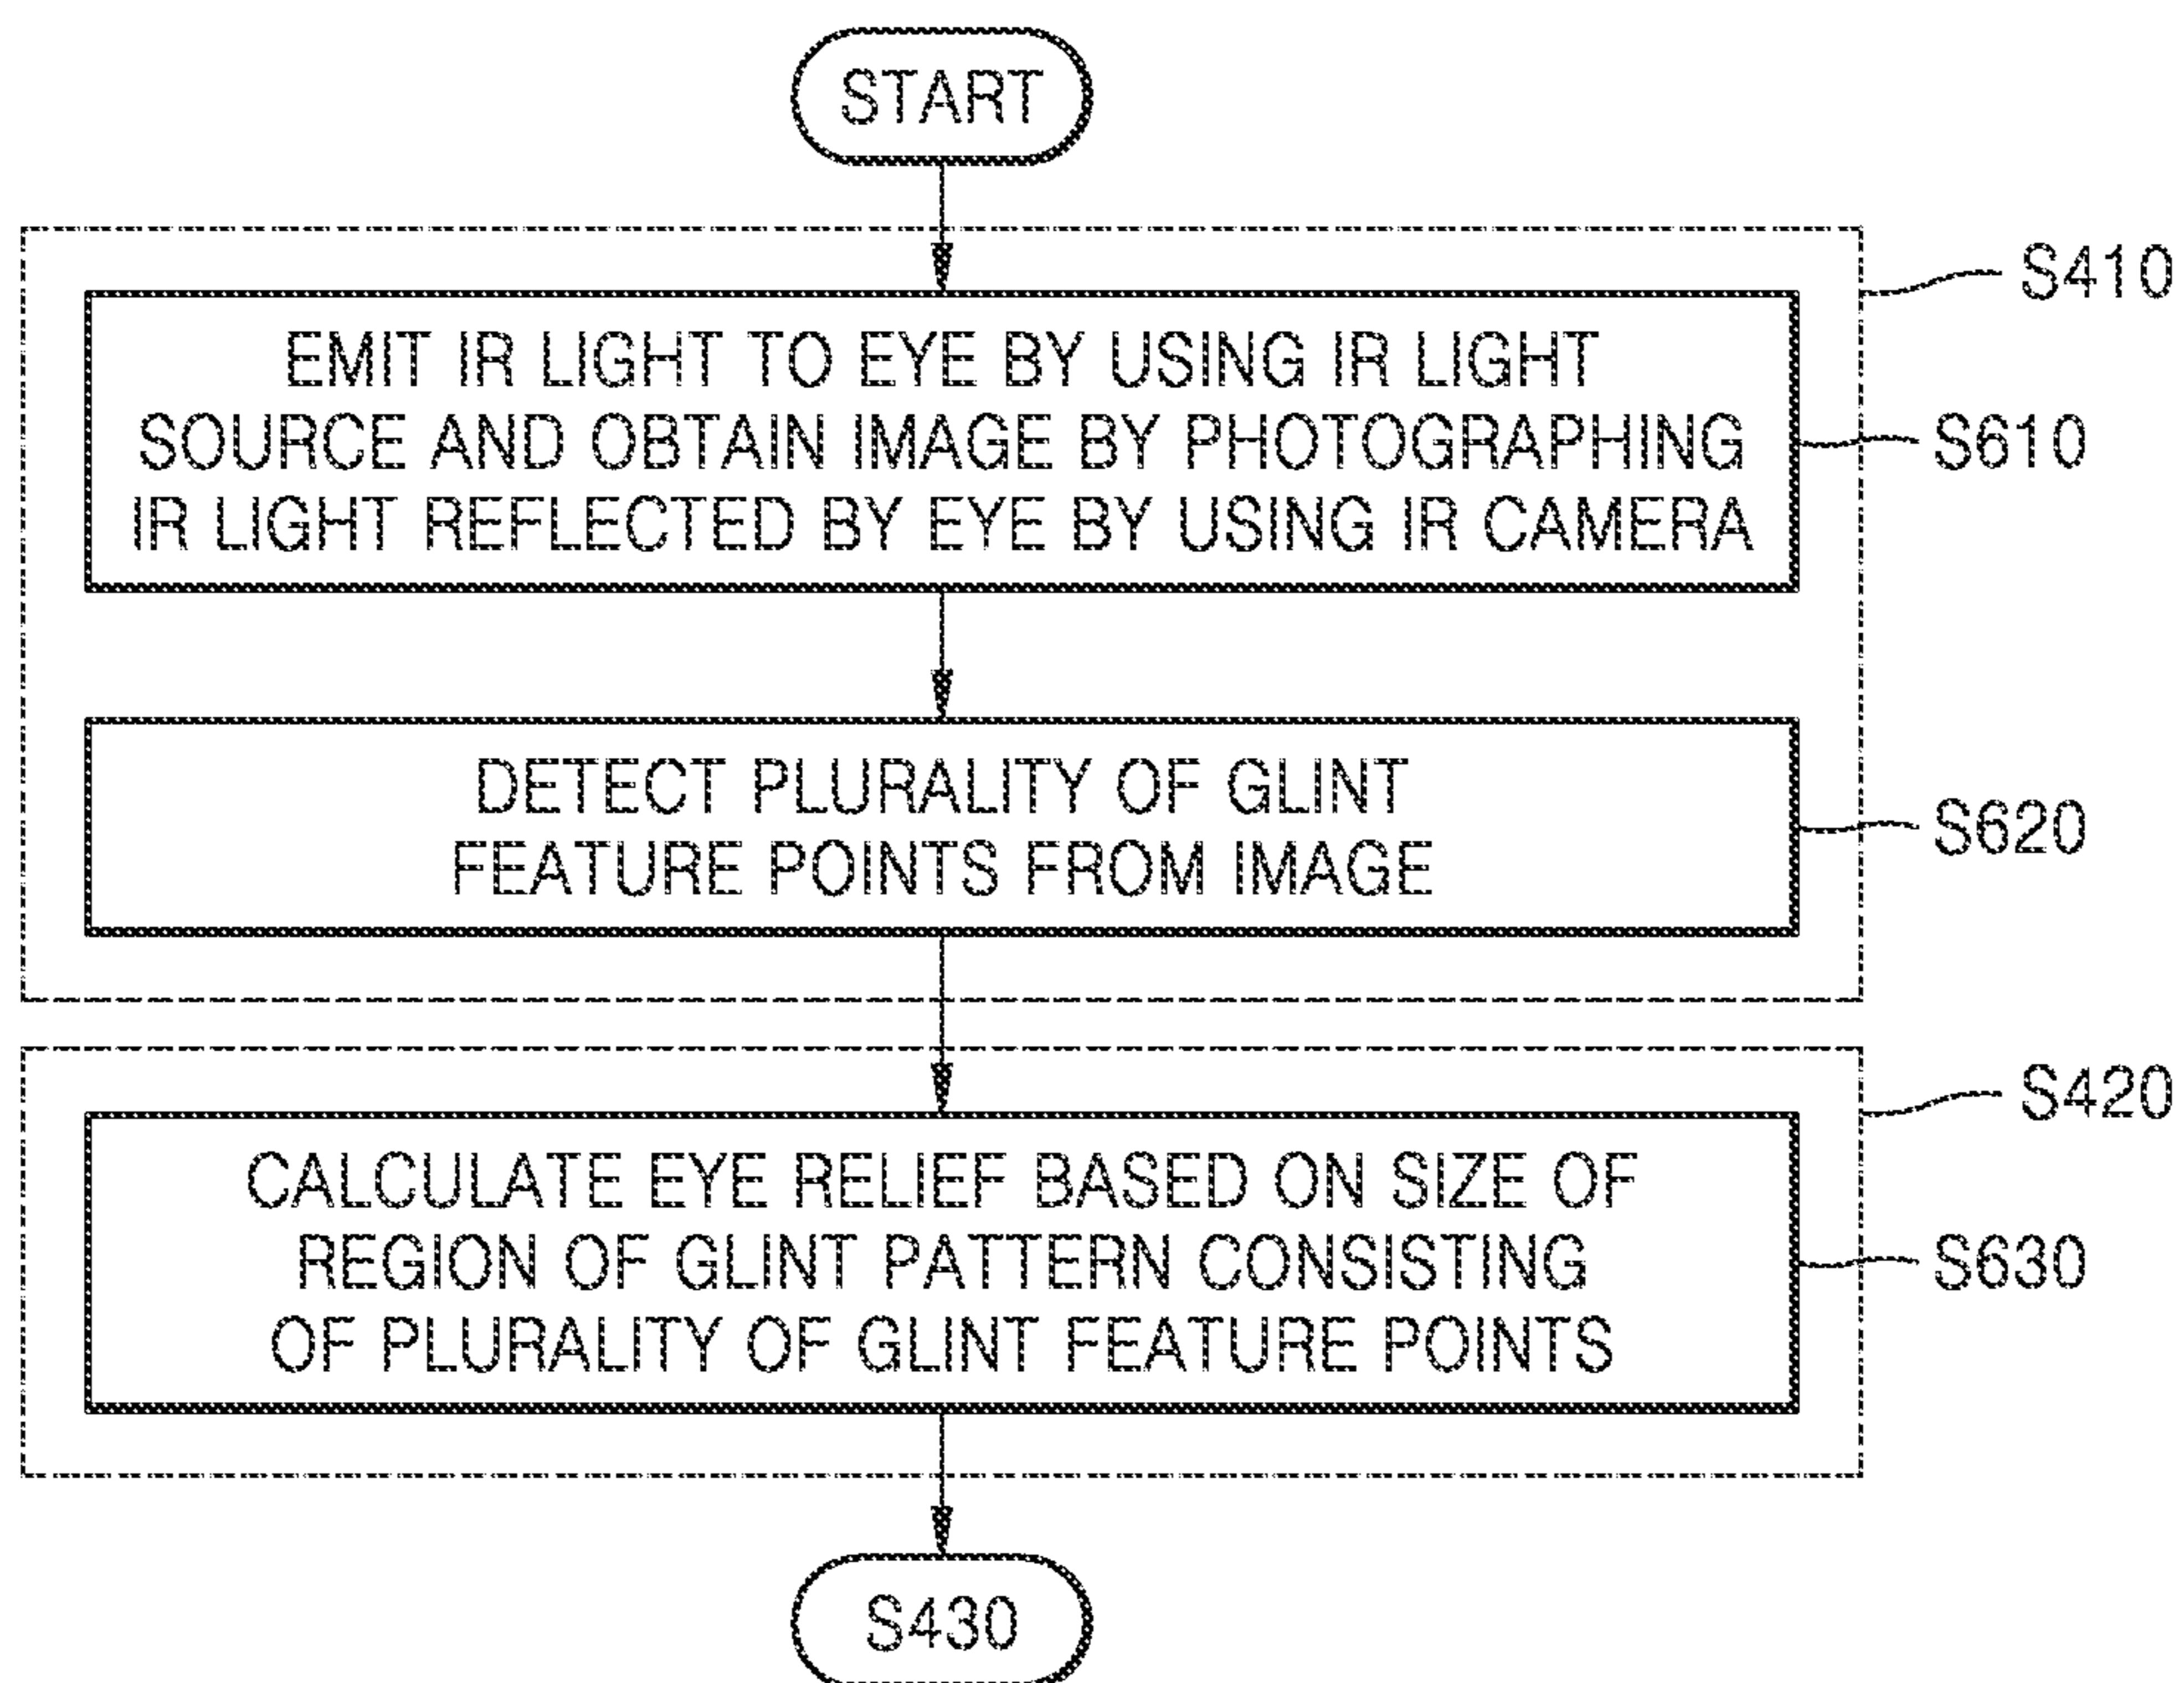 START
S410
EMIT IR LIGHT TO EYE BY USING IR LIGHT
SOURCE AND OBTAIN IMAGE BY PHOTOGRAPHING
IR LIGHT REFLECTED BY EYE BY USING IR CAMERA
S610
DETECT PLURALITY OF GLINT
FEATURE POINTS FROM IMAGE
S620
S420
CALCULATE EYE RELIEF BASED ON SIZE OF
REGION OF GLINT PATTERN CONSISTING
OF PLURALITY OF GLINT FEATURE POINTS
S630
S430